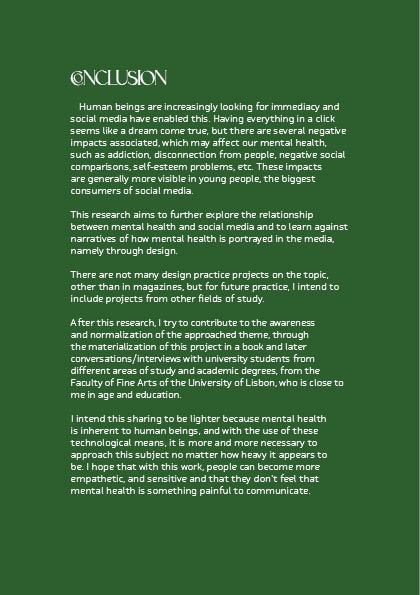 CONCLUSION
Human beings are increasingly looking for immediacy and
social media have enabled this. Having everything in a click
seems like a dream come true, but there are several negative
impacts associated, which may affect our mental health,
such as addiction, disconnection from people, negative social
comparisons, self-esteem problems, etc. These impacts
are generally more visible in young people, the biggest
consumers of social media.
This research aims to further explore the relationship
between mental health and social media and to learn against
narratives of how mental health is portrayed in the media,
namely through design.
There are not many design practice projects on the topic,
other than in magazines, but for future practice, I intend to
include projects from other fields of study.
After this research, I try to contribute to the awareness
and normalization of the approached theme, through
the materialization of this project in a book and later
conversations/interviews with university students from
different areas of study and academic degrees, from the
Faculty of Fine Arts of the University of Lisbon, who is close to
me in age and education.
I intend this sharing to be lighter because mental health
is inherent to human beings, and with the use of these
technological means, it is more and more necessary to
approach this subject no matter how heavy it appears to
be. I hope that with this work, people can become more
empathetic, and sensitive and that they don't feel that
mental health is something painful to communicate.